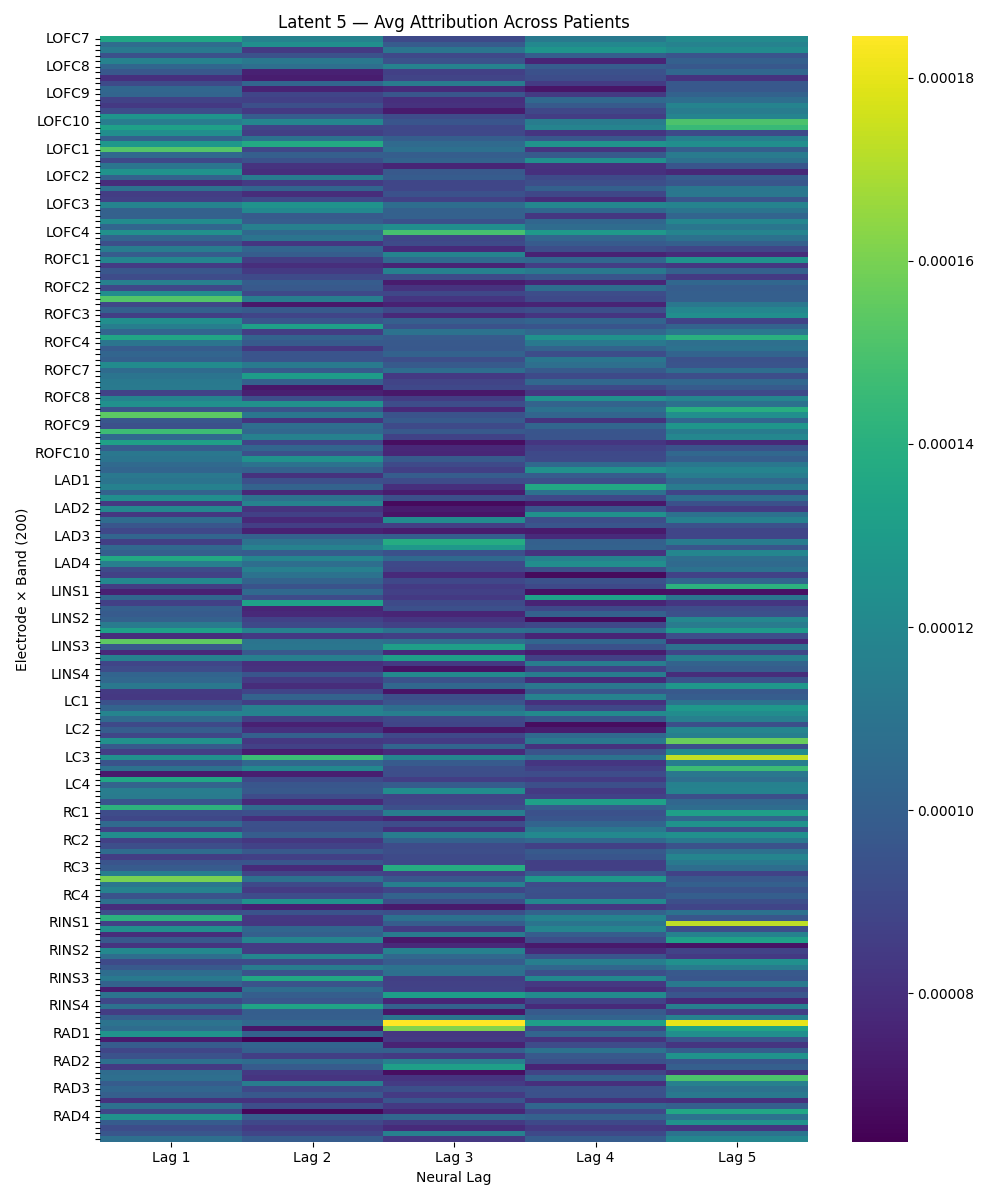 Latent 5 — Avg Attribution Across Patients
LOFC7
LOFC8
LOFC9
LOFC10
LOFC1
LOFC2
LOFC3
LOFC4
ROFC1
ROFC2
ROFC3
ROFC4
ROFC7
ROFC8
ROFC9
ROFC10
LAD1
LAD2
LAD3
LAD4
LINS1
LINS2
LINS3
LINS4
LC1
LC2
LC3
LC4
RC1
RC2
RC3
RC4
RINS1
RINS2
RINS3
RINS4
RAD1
RAD2
RAD3
RAD4
Electrode × Band (200)
Lag 1
Lag 2
Lag 3
Lag 4
Lag 5
Neural Lag
0.00018
0.00016
0.00014
0.00012
0.00010
0.00008